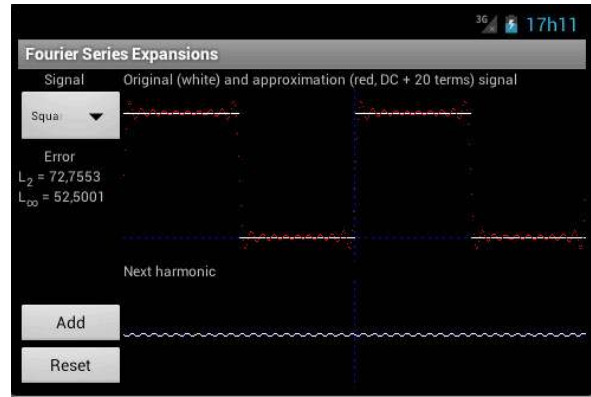 3G 17h11
Fourier Series Expansions
Signal
Original (white) and approximation (red, DC + 20 terms) signal
Squa
Error
L2 = 72,7553
L∞ = 52,5001
Next harmonic
Add
Reset